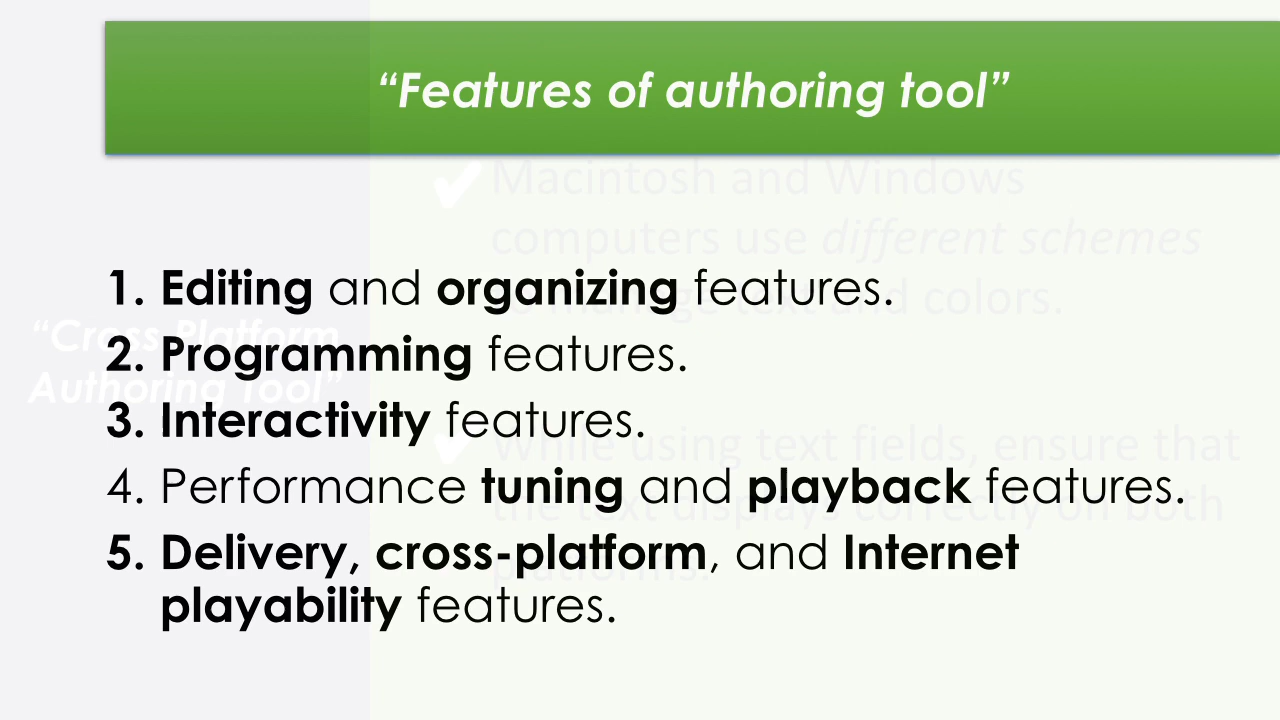 “Features of authoring tool”
Macintosh and Windows
computers use different schemes
to manage text and colors.
1. Editing and organizing features.
“Cross Platform
Authoring Tool”
2. Programming features.
3. Interactivity features.
While using text fields, ensure that
4. Performance tuning and playback features.
the text displays correctly on both
5. Delivery, cross-platform, and Internet
platforms.
playability features.